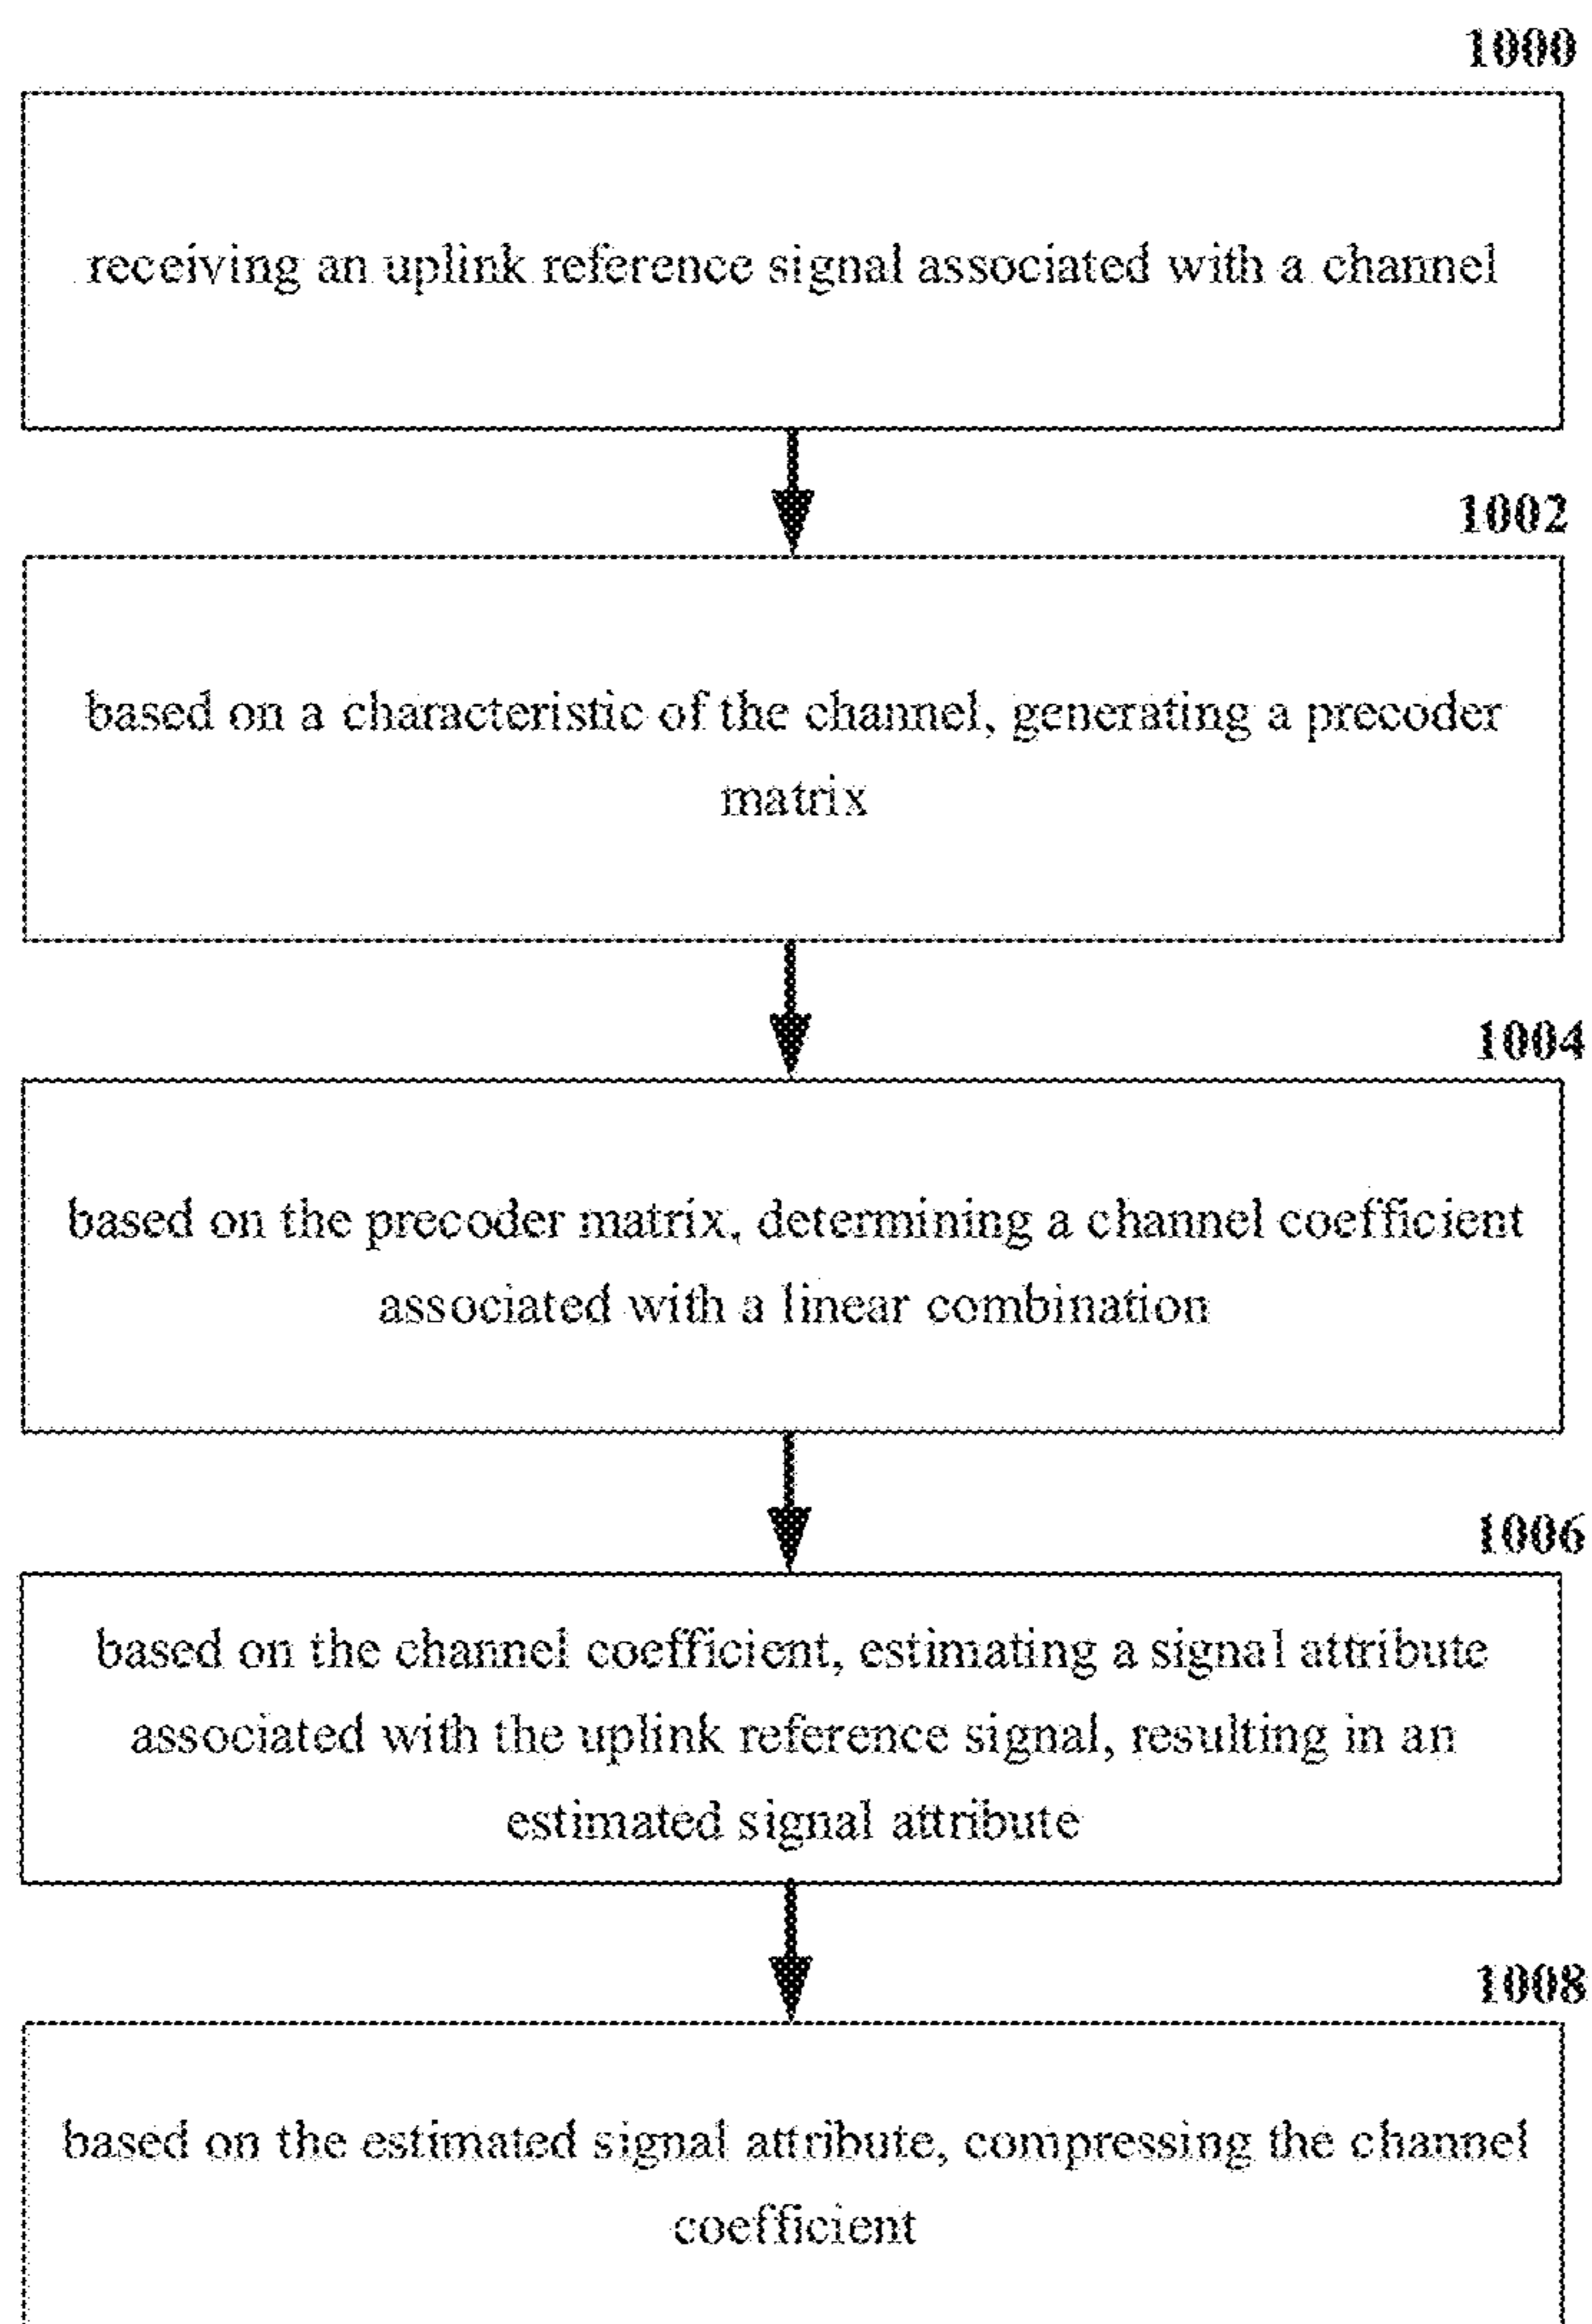 1000
receiving an uplink reference signal associated with a channel
1002
based on a characteristic of the channel, generating a precoder
matrix
1004
based on the precoder matrix, determining a channel coefficient
associated with a linear combination
1006
based on the channel coefficient, estimating a signal attribute
associated with the uplink reference signal, resulting in an
estimated signal attribute
1008
based on the estimated signal attribute, compressing the channel
coefficient